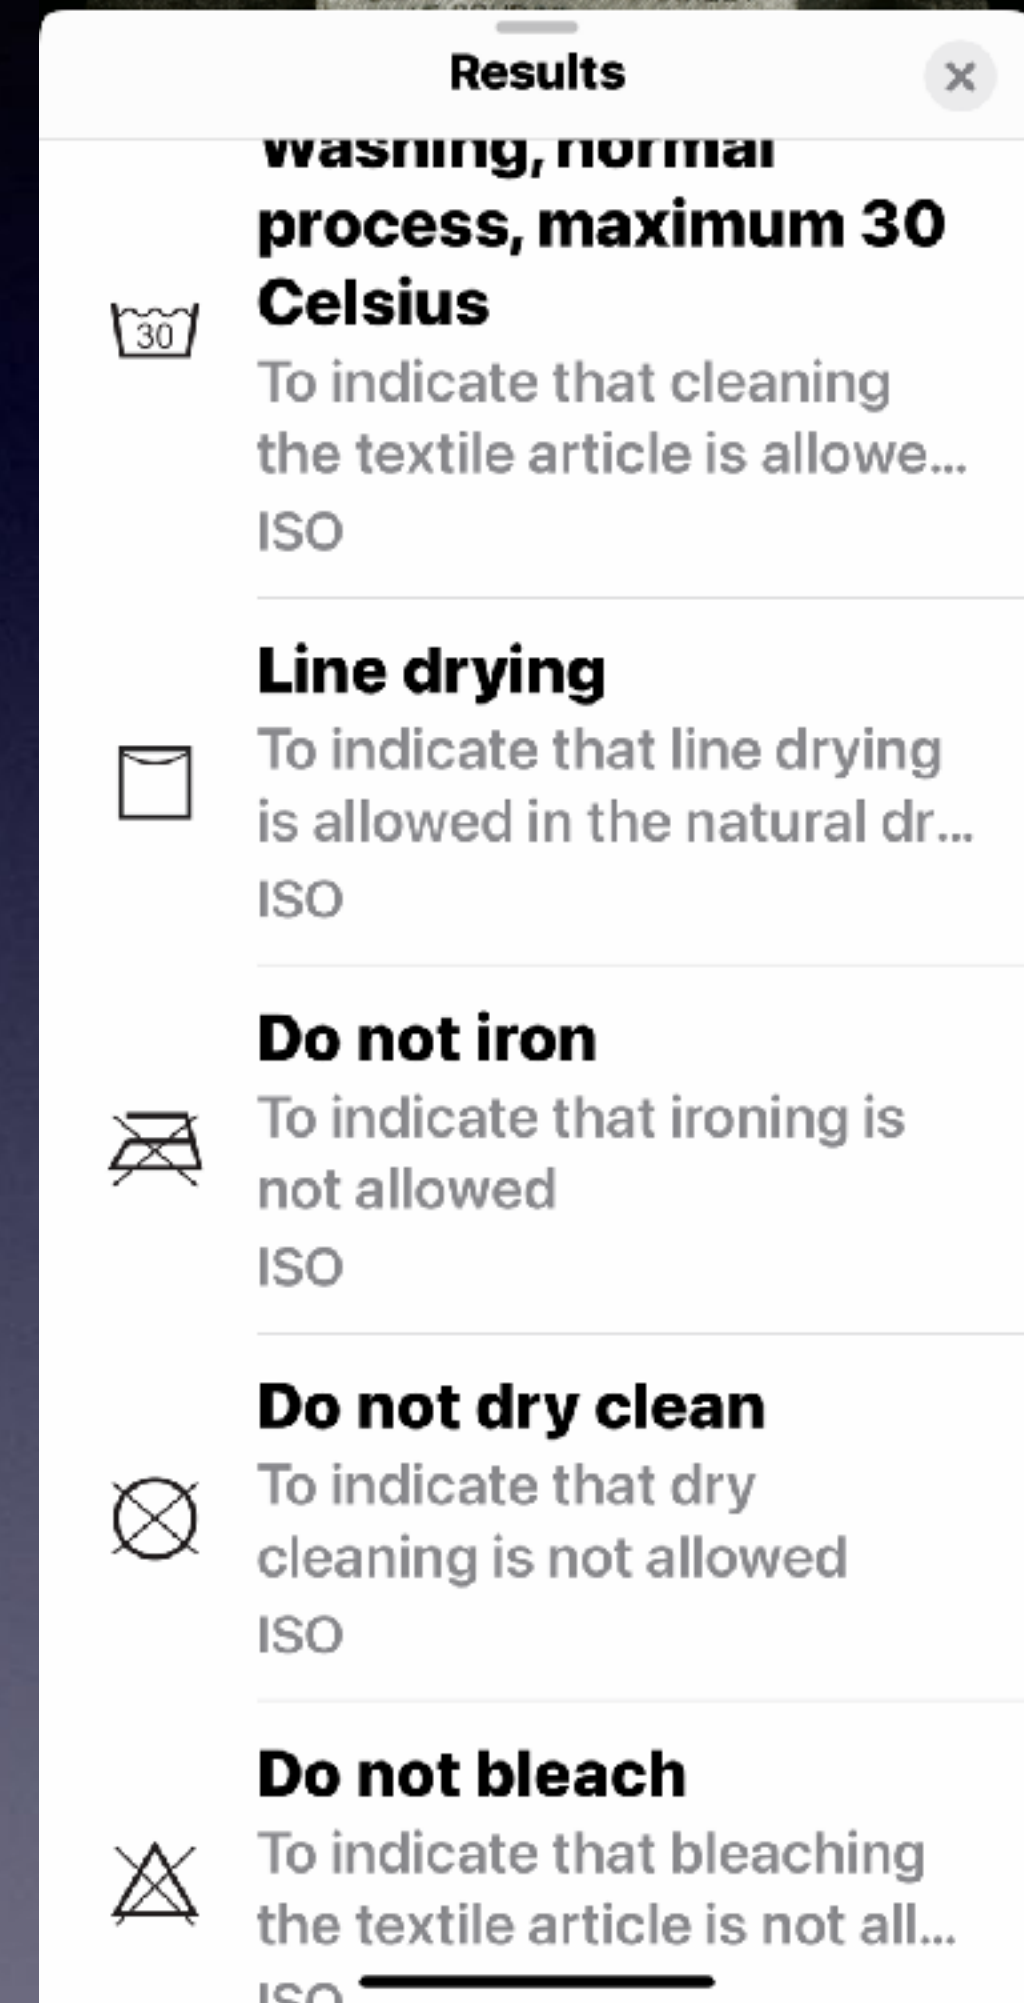 Results
Washing, normal
process, maximum 30
Celsius
30
To indicate that cleaning
the textile article is allowe...
ISO
Line drying
To indicate that line drying
is allowed in the natural dr...
ISO
Do not iron
To indicate that ironing is
not allowed
ISO
Do not dry clean
To indicate that dry
cleaning is not allowed
ISO
Do not bleach
To indicate that bleaching
the textile article is not all...
ISO